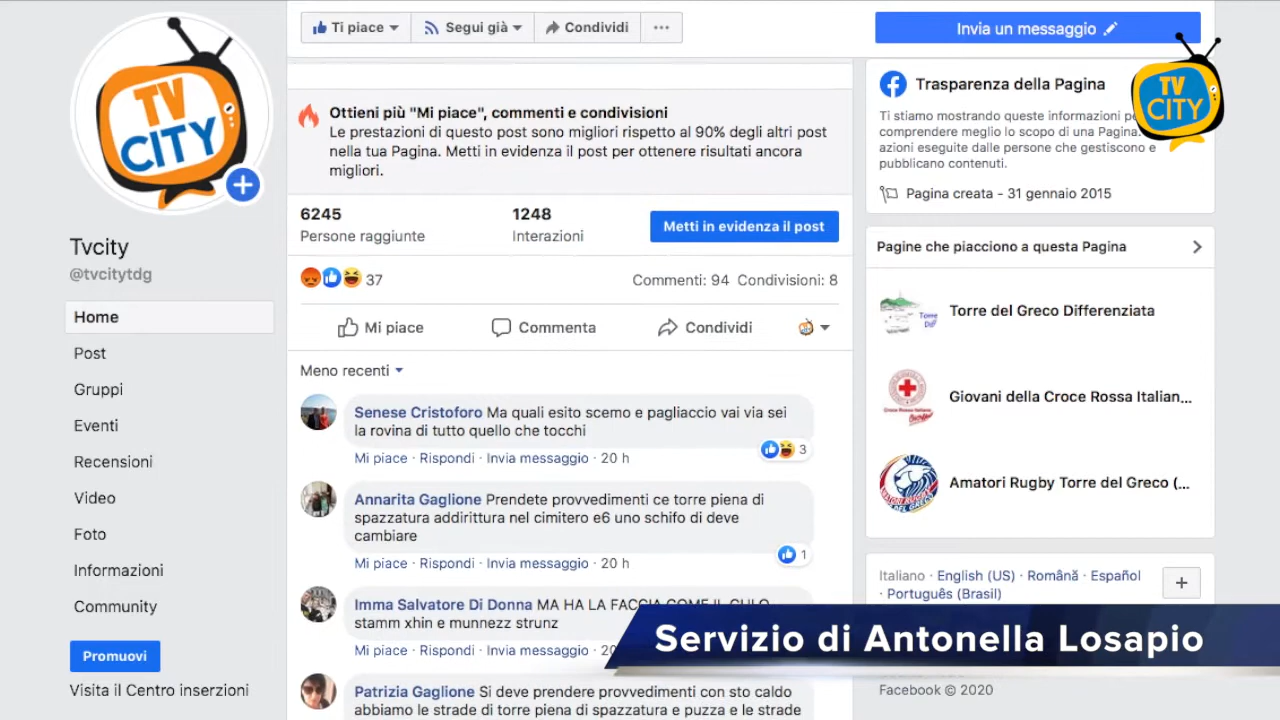 TV
CITY
Tvcity
@tvcitytdg
Home
Post
Gruppi
Eventi
Recensioni
Video
Foto
Informazioni
Community
Promuovi
Visita il Centro inserzioni
Ti piace
Segui già
Condividi
Ottieni più "Mi piace", commenti e condivisioni
Le prestazioni di questo post sono migliori rispetto al 90% degli altri post
nella tua Pagina. Metti in evidenza il post per ottenere risultati ancora
migliori.
6245
Persone raggiunte
1248
Interazioni
Metti in evidenza il post
37
Commenti: 94 Condivisioni: 8
Mi piace
Commenta
Condividi
Meno recenti
Senese Cristoforo Ma quali esito scemo e pagliaccio vai via sei
la rovina di tutto quello che tocchi
3
Mi piace · Rispondi · Invia messaggio · 20 h
Annarita Gaglione Prendete provvedimenti ce torre piena di
spazzatura addirittura nel cimitero e6 uno schifo di deve
cambiare
1
Mi piace · Rispondi · Invia messaggio · 20 h
Imma Salvatore Di Donna MA HA LA FACCIA COME IL CULO
stamm xhin e munnezz strunz
Mi piace · Rispondi · Invia messaggio · 20
Patrizia Gaglione Si deve prendere provvedimenti con sto caldo
abbiamo le strade di torre piena di spazzatura e puzza e le strade
Invia un messaggio
TV
CITY
Trasparenza della Pagina
Ti stiamo mostrando queste informazioni
comprendere meglio lo scopo di una Pagina.
azioni eseguite dalle persone che gestiscono e
pubblicano contenuti.
Pagina creata - 31 gennaio 2015
Pagine che piacciono a questa Pagina
Torre del Greco Differenziata
Giovani della Croce Rossa Italian...
Amatori Rugby Torre del Greco (...
Italiano · English (US) · Română · Español
· Português (Brasil)
Servizio di Antonella Losapio
Facebook © 2020